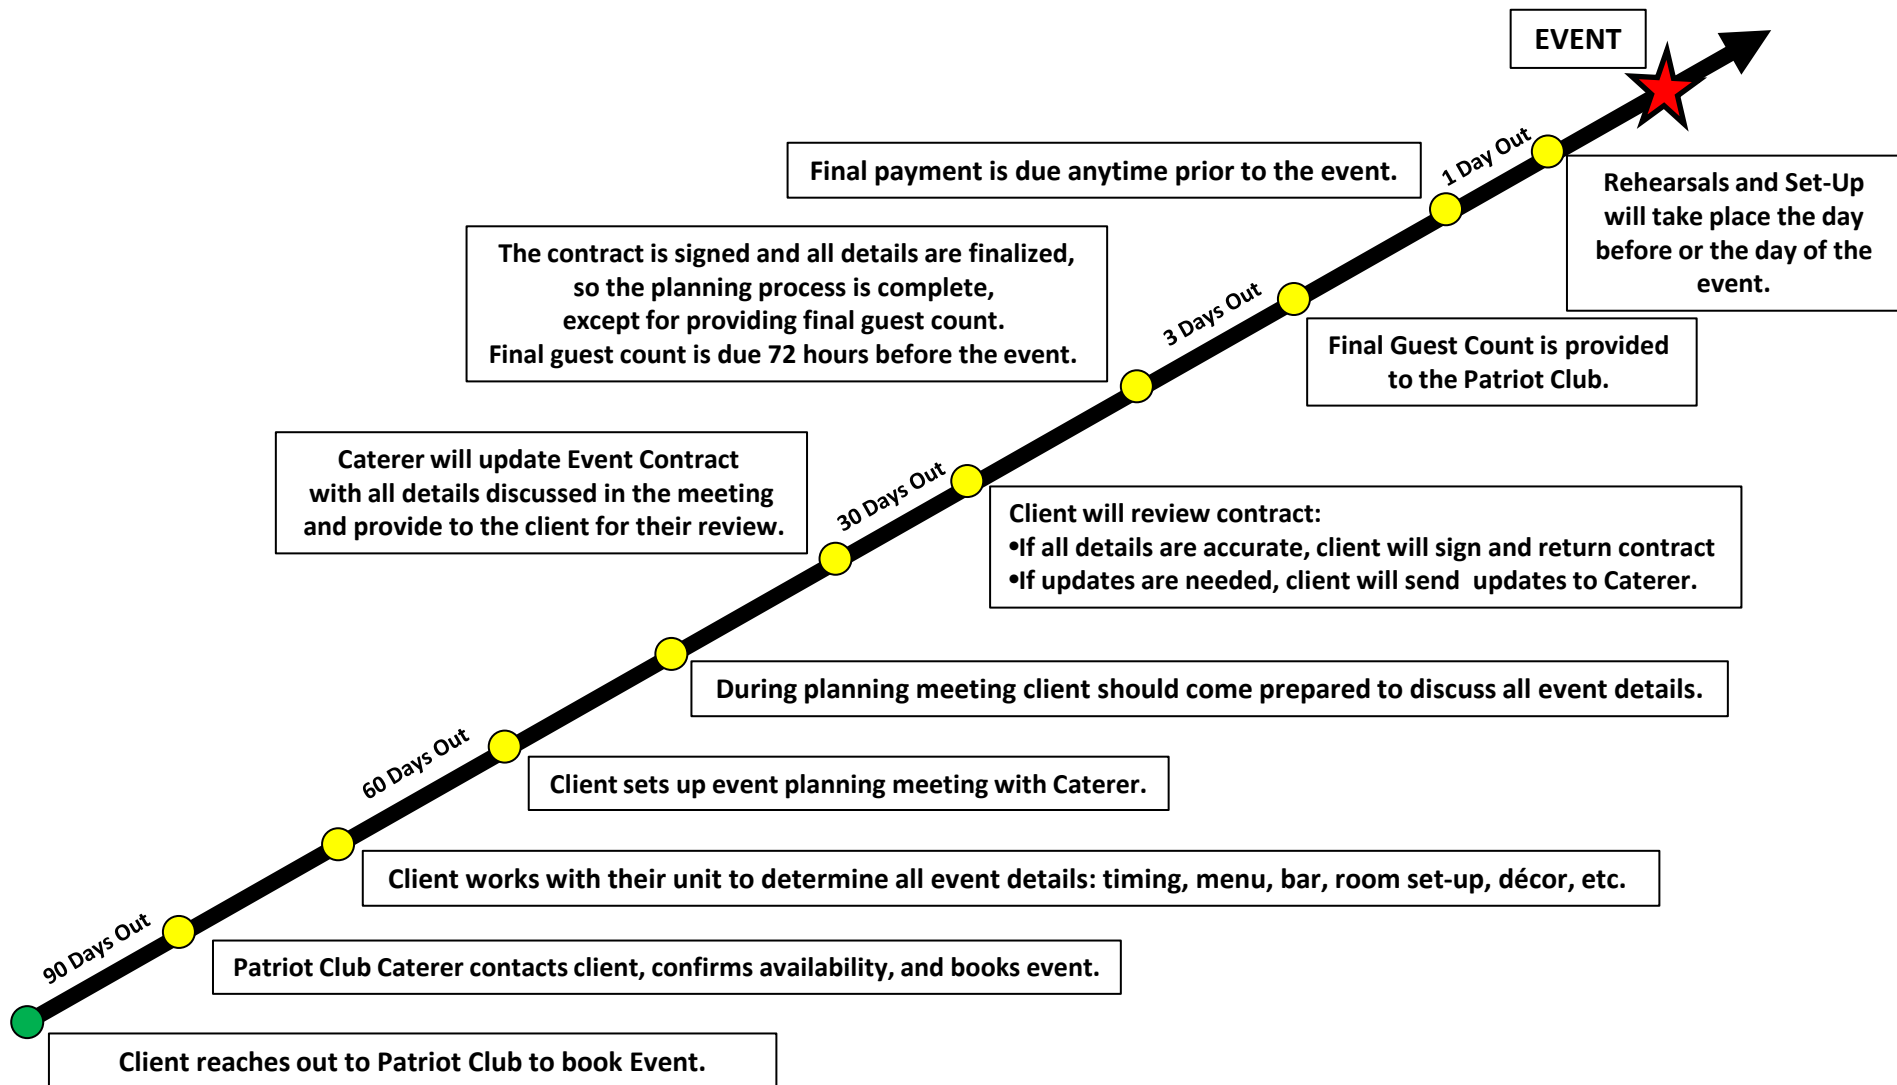 EVENT
1 Day Out
Final payment is due anytime prior to the event.
Rehearsals and Set-Up
will take place the day
before or the day of the
event.
The contract is signed and all details are finalized,
so the planning process is complete,
except for providing final guest count.
Final guest count is due 72 hours before the event.
3 Days Out
Final Guest Count is provided
to the Patriot Club.
Caterer will update Event Contract
with all details discussed in the meeting
and provide to the client for their review.
30 Days Out
Client will review contract:
•If all details are accurate, client will sign and return contract
•If updates are needed, client will send  updates to Caterer.
During planning meeting client should come prepared to discuss all event details.
60 Days Out
Client sets up event planning meeting with Caterer.
Client works with their unit to determine all event details: timing, menu, bar, room set-up, décor, etc.
90 Days Out
Patriot Club Caterer contacts client, confirms availability, and books event.
Client reaches out to Patriot Club to book Event.